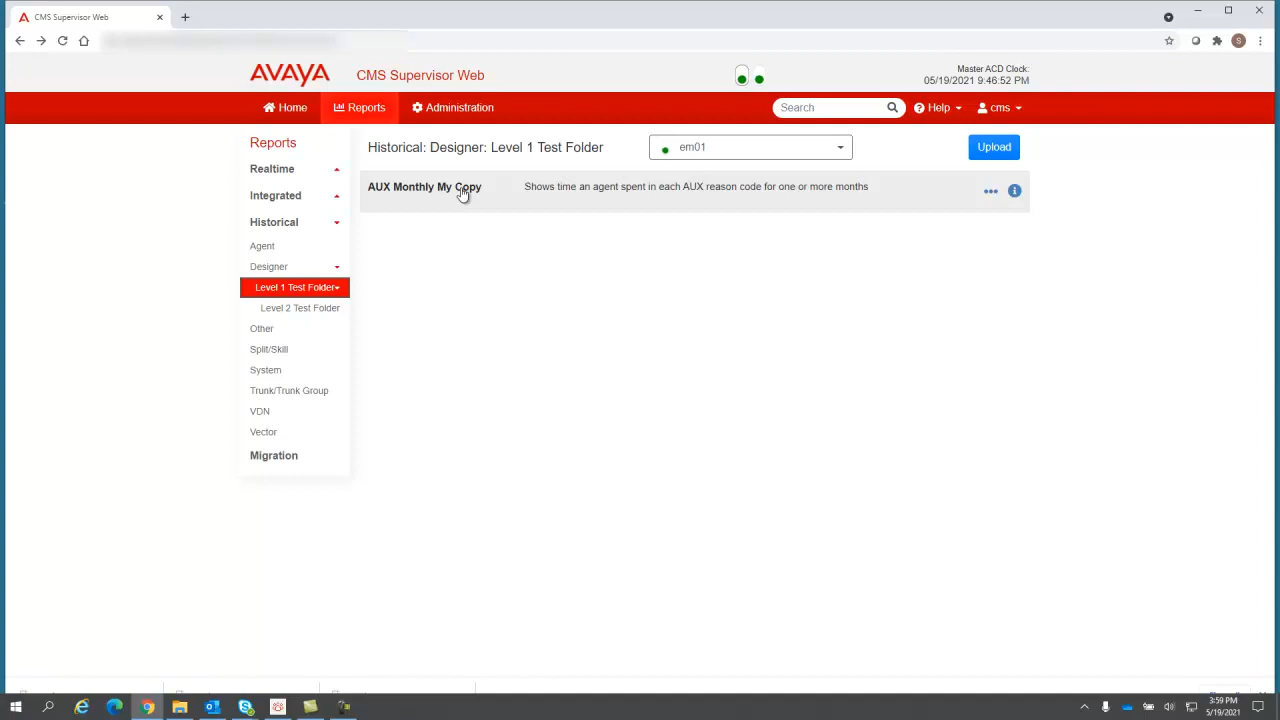 CMS Supervisor Web
AVAYA
CMS Supervisor Web
Master ACD Clock:
05/19/2021 9:46:52 PM
Home
Reports
Administration
Search
Help
cms
Reports
Realtime
Integrated
Historical
Agent
Designer
Level 1 Test Folder
Level 2 Test Folder
Other
Split/Skill
System
Trunk/Trunk Group
VDN
Vector
Migration
Historical: Designer: Level 1 Test Folder
em01
Upload
AUX Monthly My Copy
Shows time an agent spent in each AUX reason code for one or more months
S
3:59 PM
5/19/2021